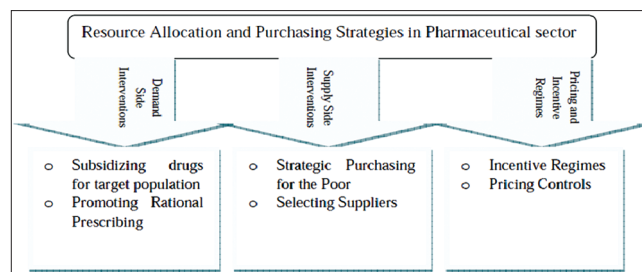 Resource Allocation and Purchasing Strategies in Pharmaceutical sector
Demand
Side
Interventions
Supply Side
Interventions
Pricing and
Incentive
Regimes
o Subsidizing drugs
for target population
o Promoting Rational
Prescribing
o Strategic Purchasing
for the Poor
o Selecting Suppliers
o Incentive Regimes
o Pricing Controls